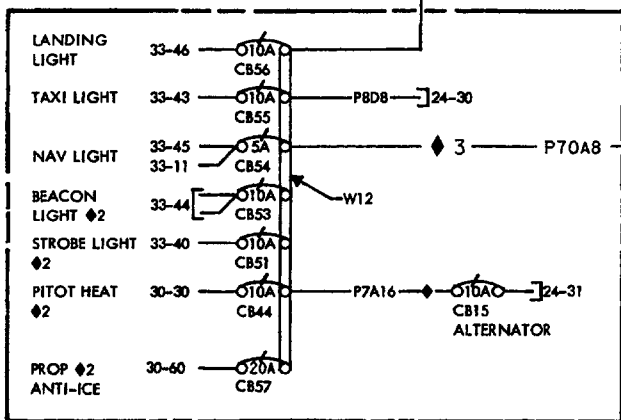 LANDING LIGHT 33-46 10A CB56
TAXI LIGHT 33-43 10A CB55 P8D8 24-30
NAV LIGHT 33-45 33-11 5A CB54 ♦ 3 P70A8
BEACON LIGHT ♦2 33-44 10A CB53 W12
STROBE LIGHT ♦2 33-40 10A CB51
PITOT HEAT ♦2 30-30 10A CB44 P7A16 ♦ 10A CB15 ALTERNATOR 24-31
PROP ♦2 ANTI-ICE 30-60 20A CB57